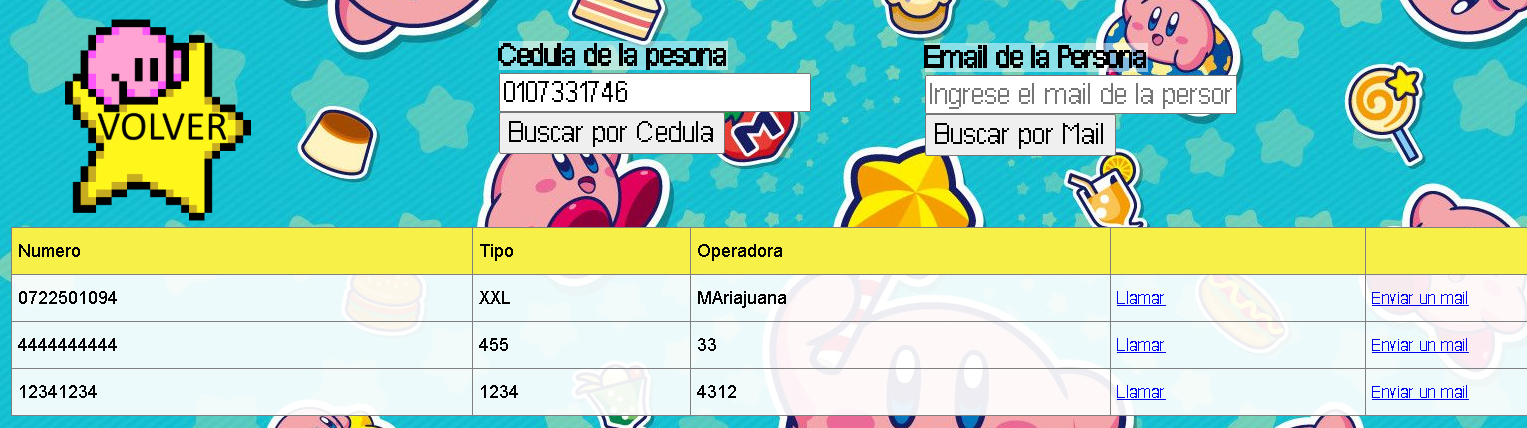 VOLVER
Cedula de la pesona
0107331746
Buscar por Cedula
Email de la Persona
Ingrese el mail de la person
Buscar por Mail
Numero Tipo Operadora
0722501094 XXL MAriajuana Llamar Enviar un mail
4444444444 455 33 Llamar Enviar un mail
12341234 1234 4312 Llamar Enviar un mail